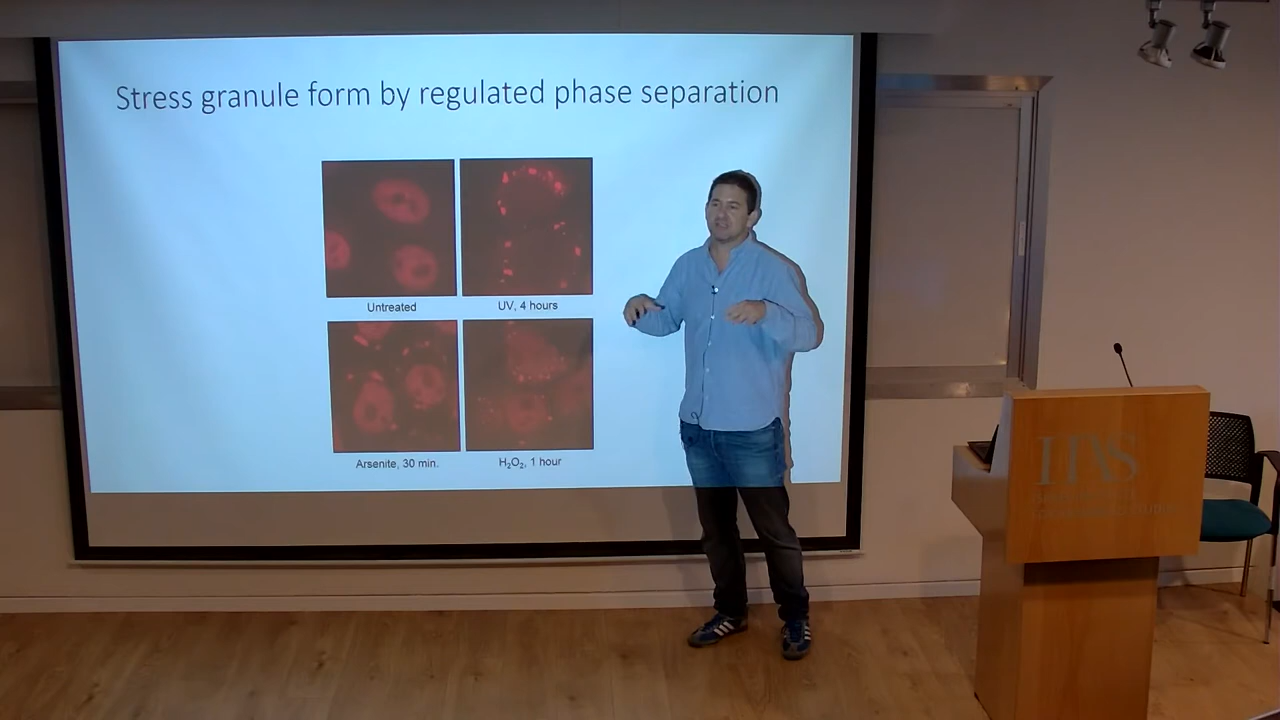 Stress granule form by regulated phase separation
Untreated
UV, 4 hours
Arsenite, 30 min.
H₂O₂, 1 hour
IIAS